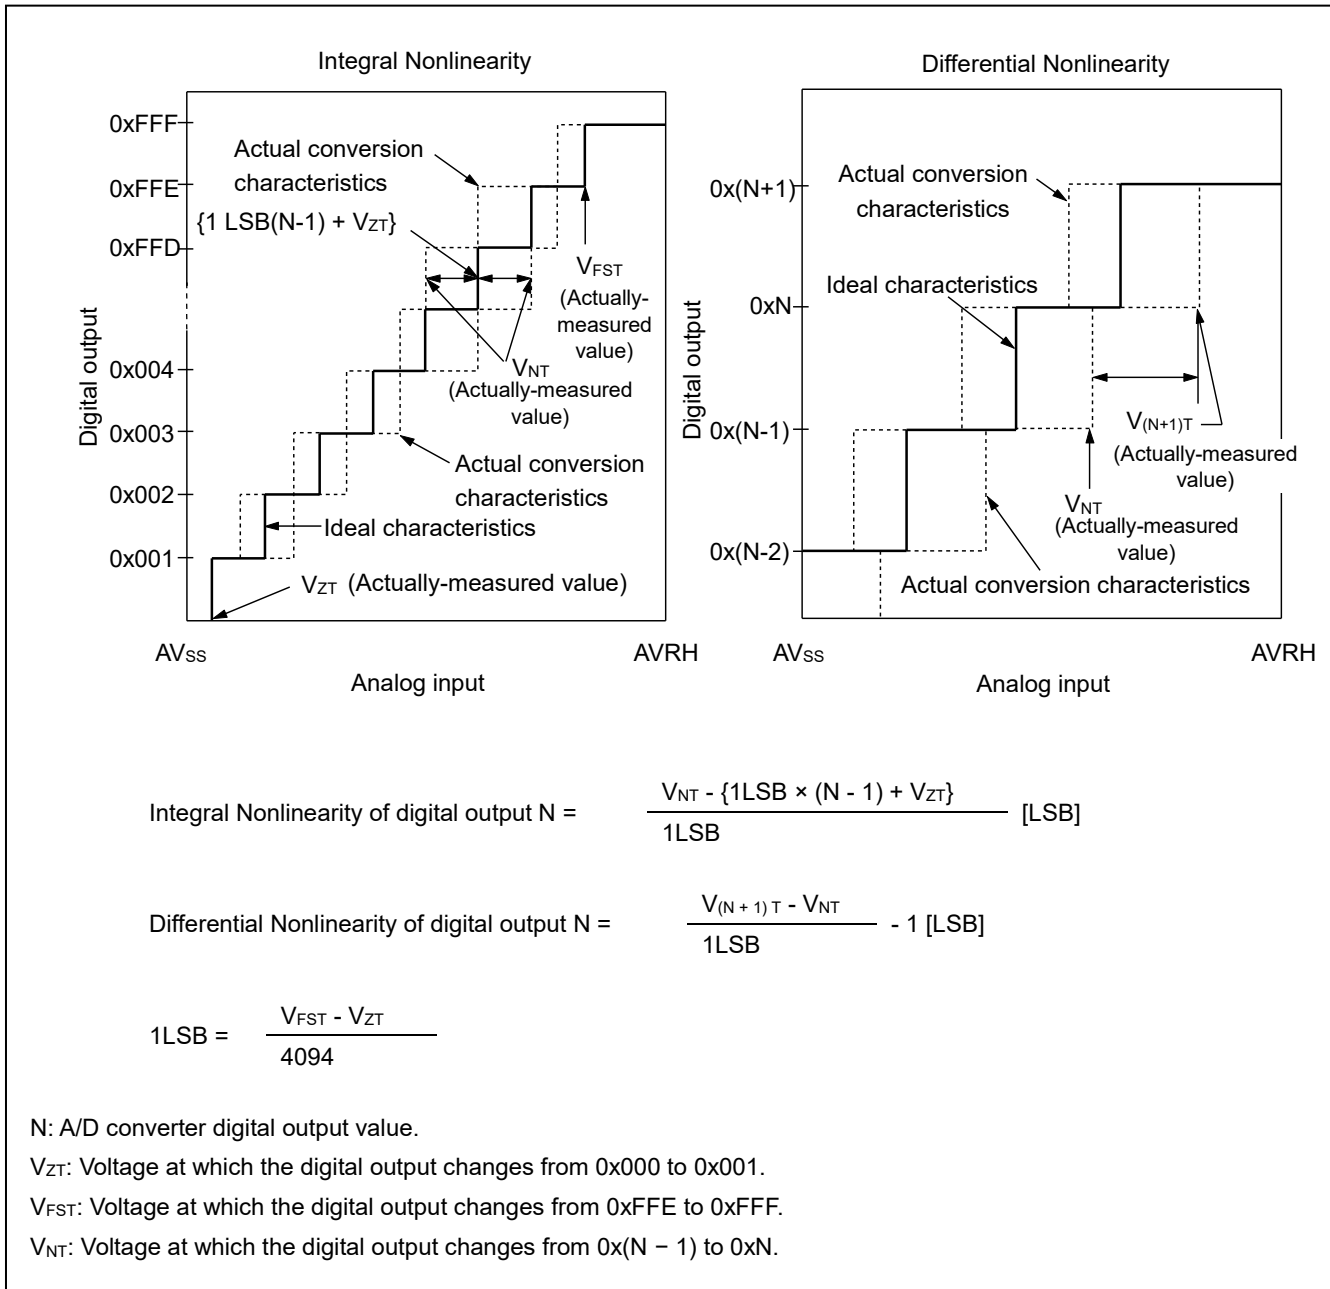 Integral Nonlinearity
0xFFF
0xFFE
0xFFD
0x004
0x003
0x002
0x001
Digital output
Actual conversion
characteristics
{1 LSB(N-1) + VZT}
VFST
(Actually-
measured
value)
VNT
(Actually-measured
value)
Actual conversion
characteristics
Ideal characteristics
VZT (Actually-measured value)
AVSS
AVRH
Analog input
Differential Nonlinearity
0x(N+1)
0xN
0x(N-1)
0x(N-2)
Digital output
Actual conversion
characteristics
Ideal characteristics
V(N+1)T
(Actually-measured
value)
VNT
(Actually-measured
value)
Actual conversion characteristics
AVSS
AVRH
Analog input
Integral Nonlinearity of digital output N =
VNT - {1LSB × (N - 1) + VZT}
1LSB
[LSB]
Differential Nonlinearity of digital output N =
V(N + 1) T - VNT
1LSB
- 1 [LSB]
1LSB =
VFST - VZT
4094
N: A/D converter digital output value.
VZT: Voltage at which the digital output changes from 0x000 to 0x001.
VFST: Voltage at which the digital output changes from 0xFFE to 0xFFF.
VNT: Voltage at which the digital output changes from 0x(N − 1) to 0xN.